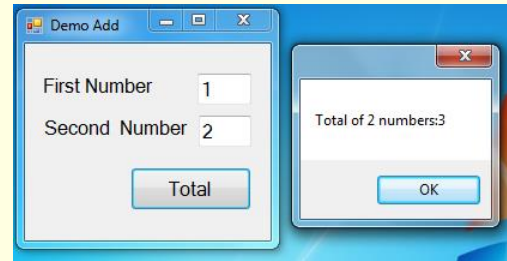 Demo Add
First Number 1
Second Number 2
Total
Total of 2 numbers:3
OK